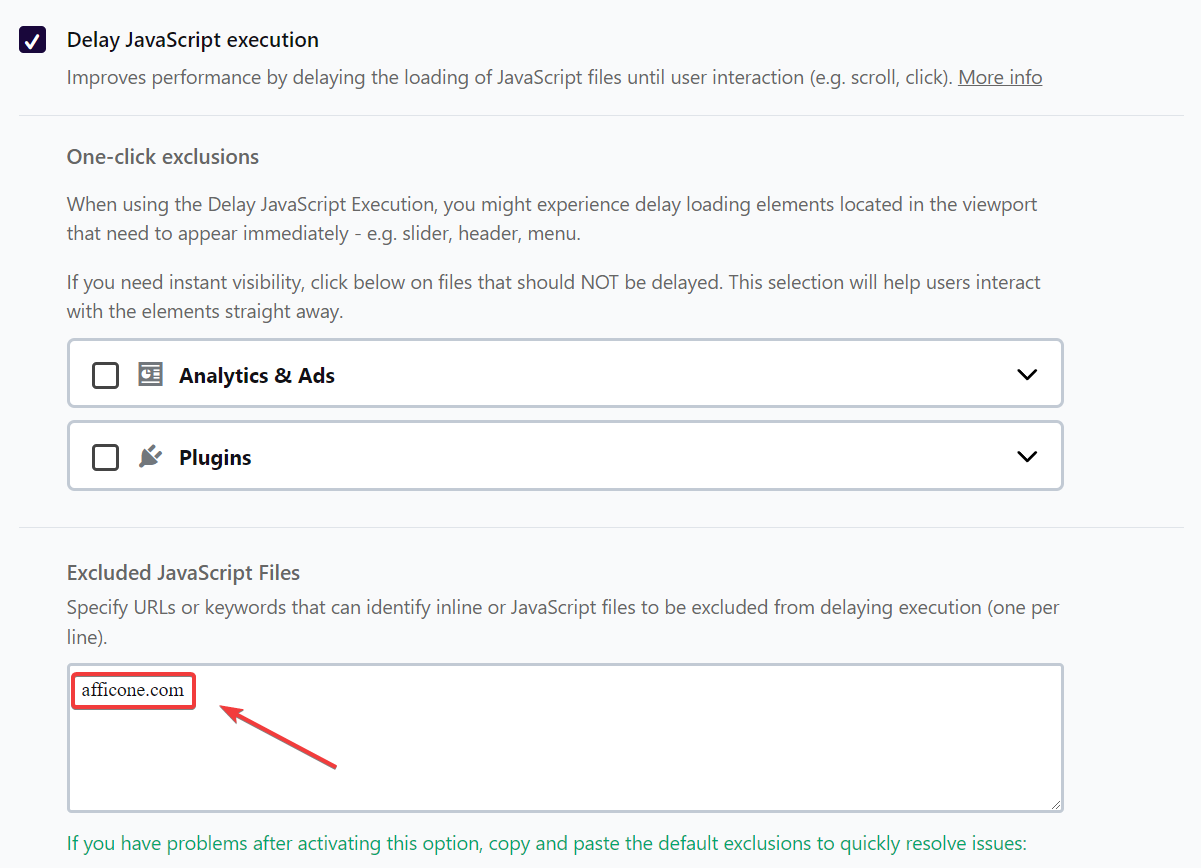 Delay JavaScript execution
Improves performance by delaying the loading of JavaScript files until user interaction (e.g. scroll, click). More info
One-click exclusions
When using the Delay JavaScript Execution, you might experience delay loading elements located in the viewport
that need to appear immediately - e.g. slider, header, menu.
If you need instant visibility, click below on files that should NOT be delayed. This selection will help users interact
with the elements straight away.
Analytics & Ads
Plugins
Excluded JavaScript Files
Specify URLs or keywords that can identify inline or JavaScript files to be excluded from delaying execution (one per
line).
afficone.com
If you have problems after activating this option, copy and paste the default exclusions to quickly resolve issues: